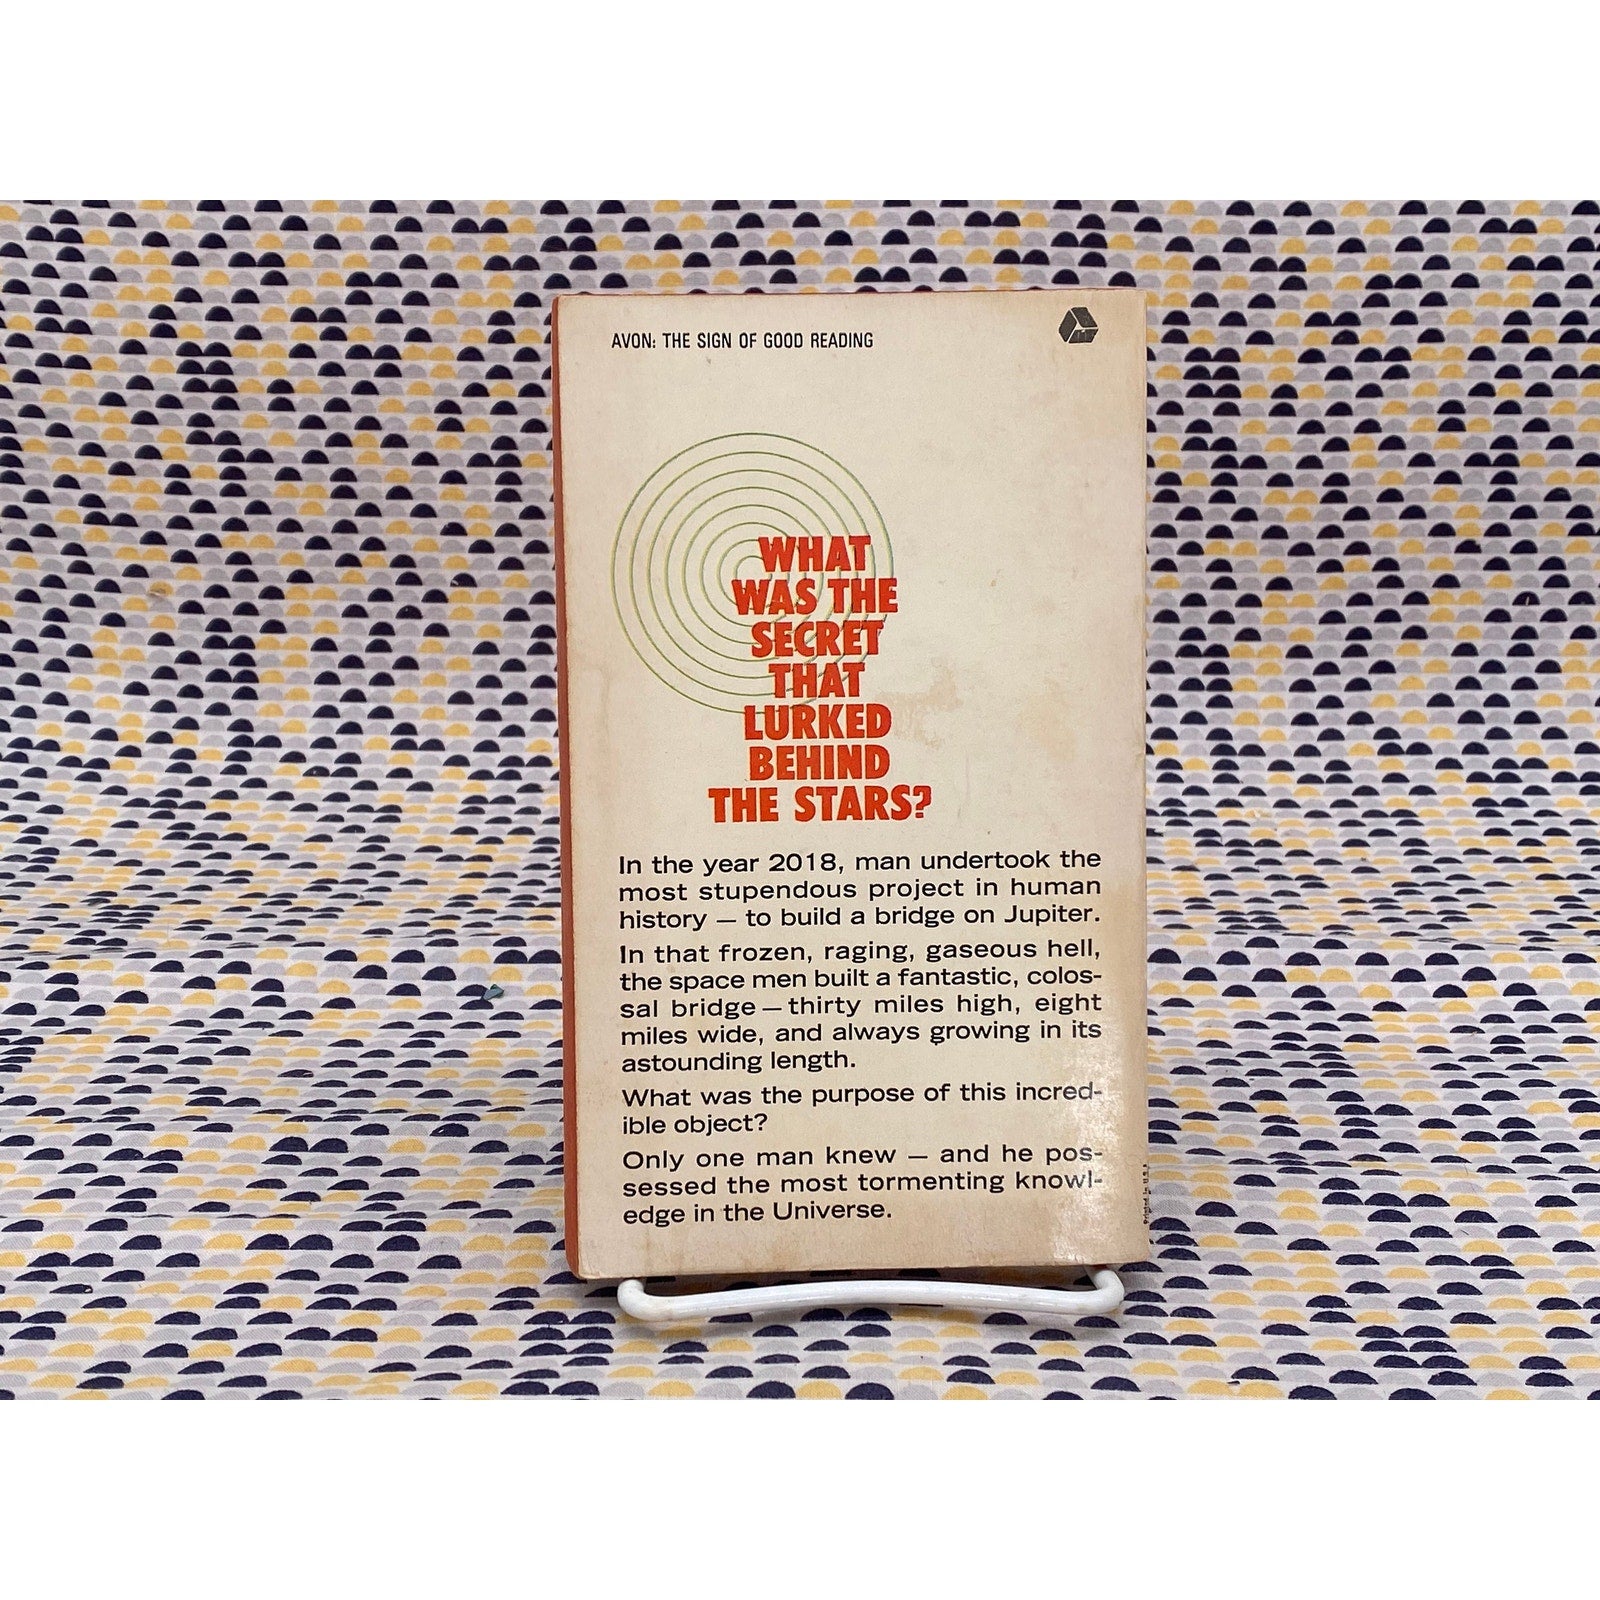 AVON: THE SIGN OF GOOD READING
WHAT
WAS THE
SECRET
THAT
LURKED
BEHIND
THE STARS?
In the year 2018, man undertook the
most stupendous project in human
history — to build a bridge on Jupiter.
In that frozen, raging, gaseous hell,
the space men built a fantastic, colos-
sal bridge — thirty miles high, eight
miles wide, and always growing in its
astounding length.
What was the purpose of this incred-
ible object?
Only one man knew — and he pos-
sessed the most tormenting knowl-
edge in the Universe.
Printed in U.S.A.